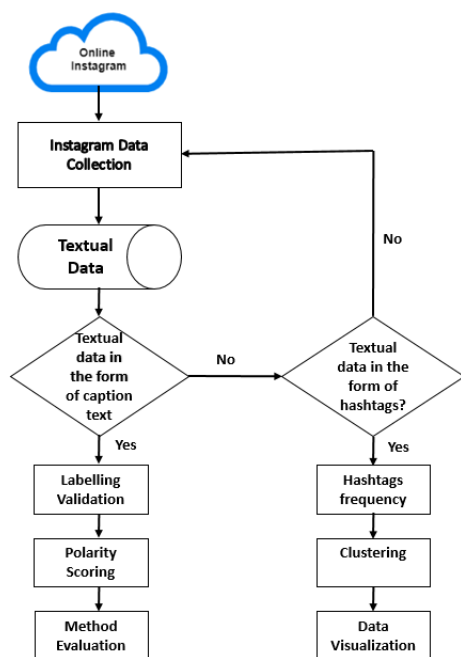 Online
Instagram
Instagram Data
Collection
Textual
Data
No
Textual
data in
the form
of caption
text
No
Textual
data in the
form of
hashtags?
Yes
Yes
Labelling
Validation
Hashtags
frequency
Polarity
Scoring
Clustering
Method
Evaluation
Data
Visualization